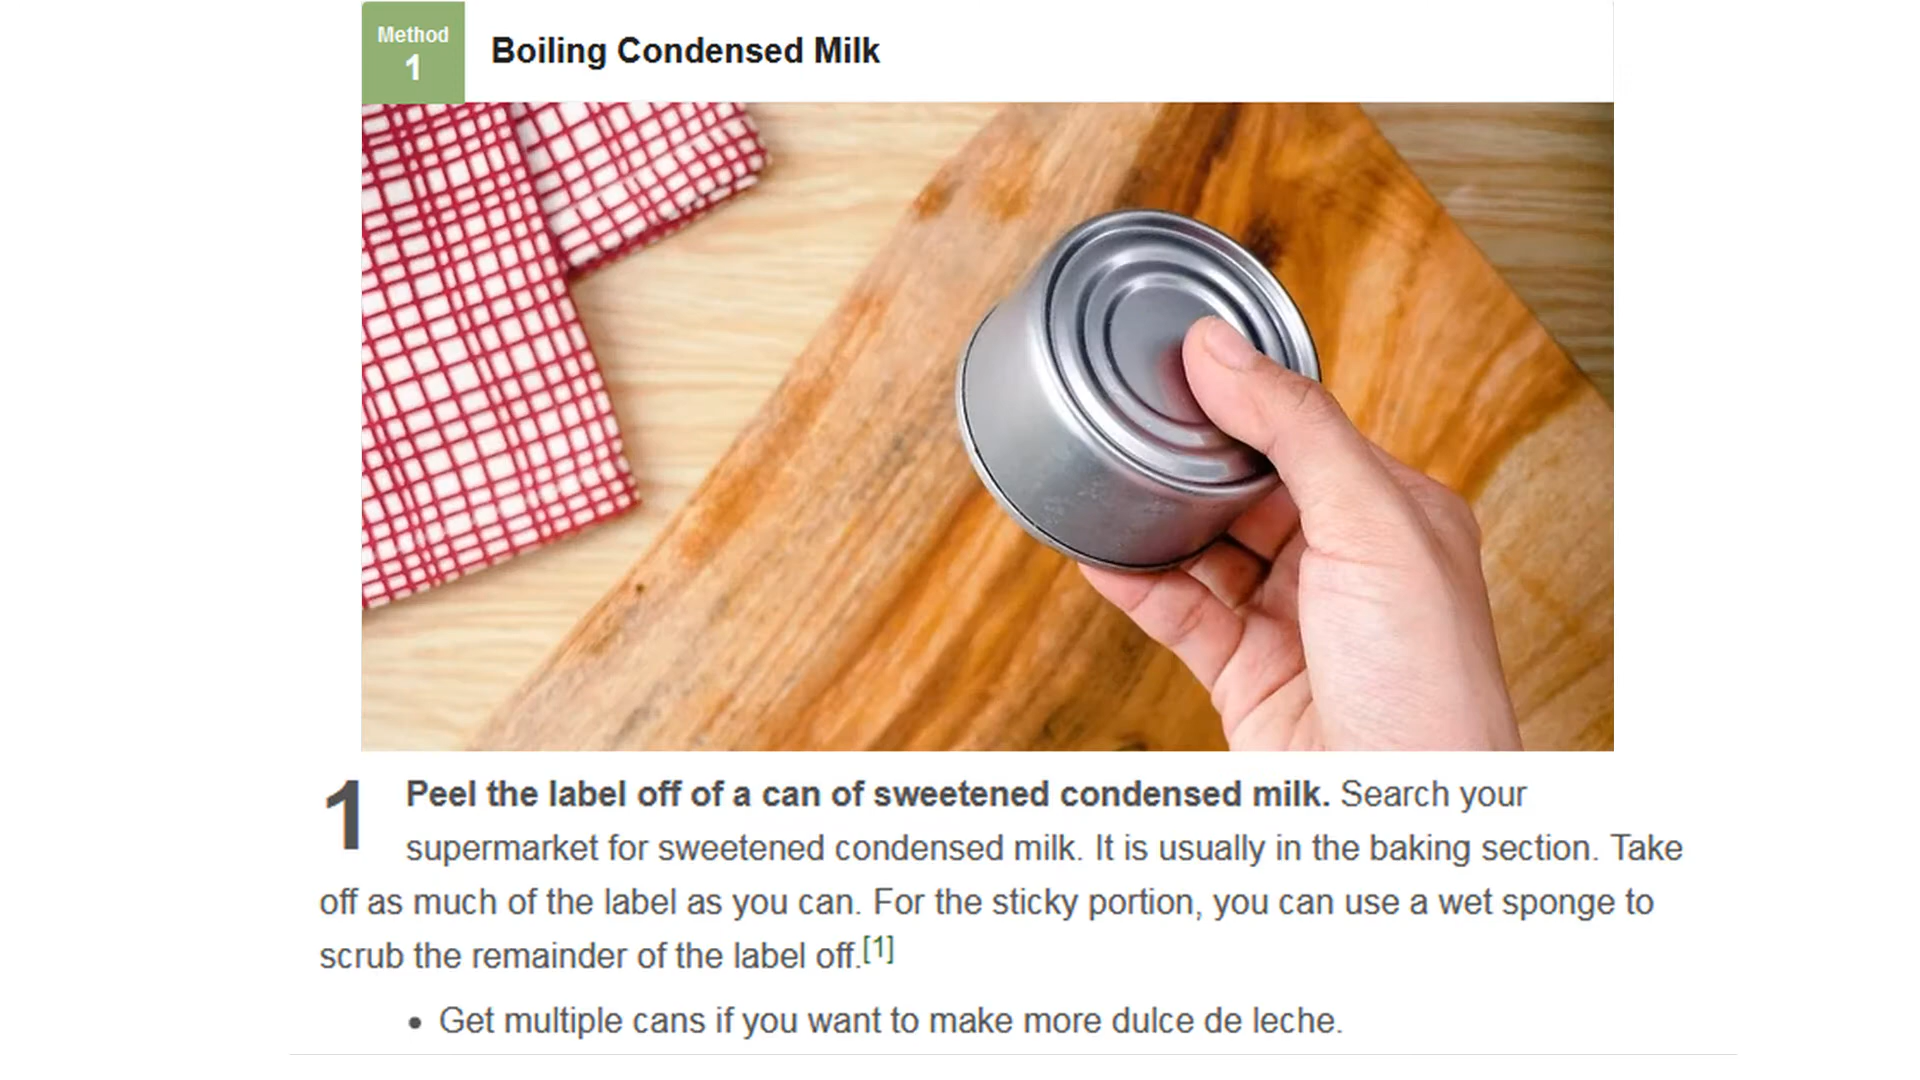 Method
1
Boiling Condensed Milk
1
Peel the label off of a can of sweetened condensed milk. Search your
supermarket for sweetened condensed milk. It is usually in the baking section. Take
off as much of the label as you can. For the sticky portion, you can use a wet sponge to
scrub the remainder of the label off.[1]
• Get multiple cans if you want to make more dulce de leche.